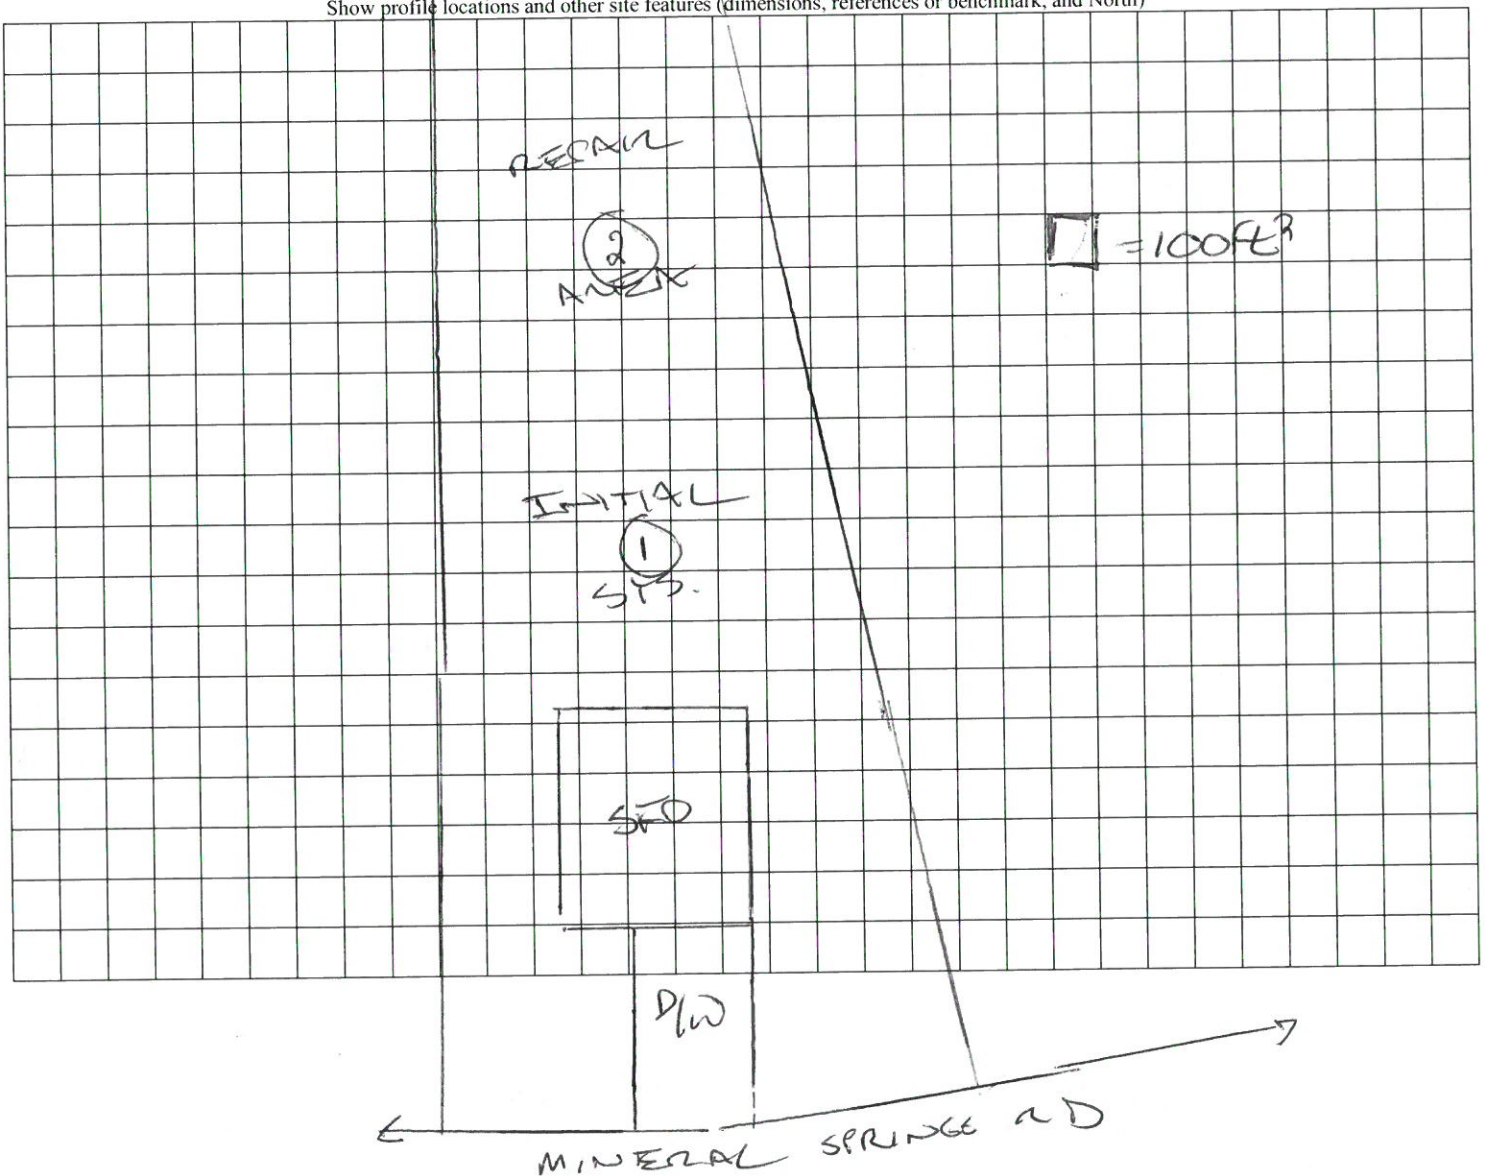 Show profile locations and other site features (dimensions, references or benchmark, and North)
REPAIR
2
AREA
= 100ft²
INITIAL
1
SYS.
SFD
D/W
MINERAL SPRINGS RD